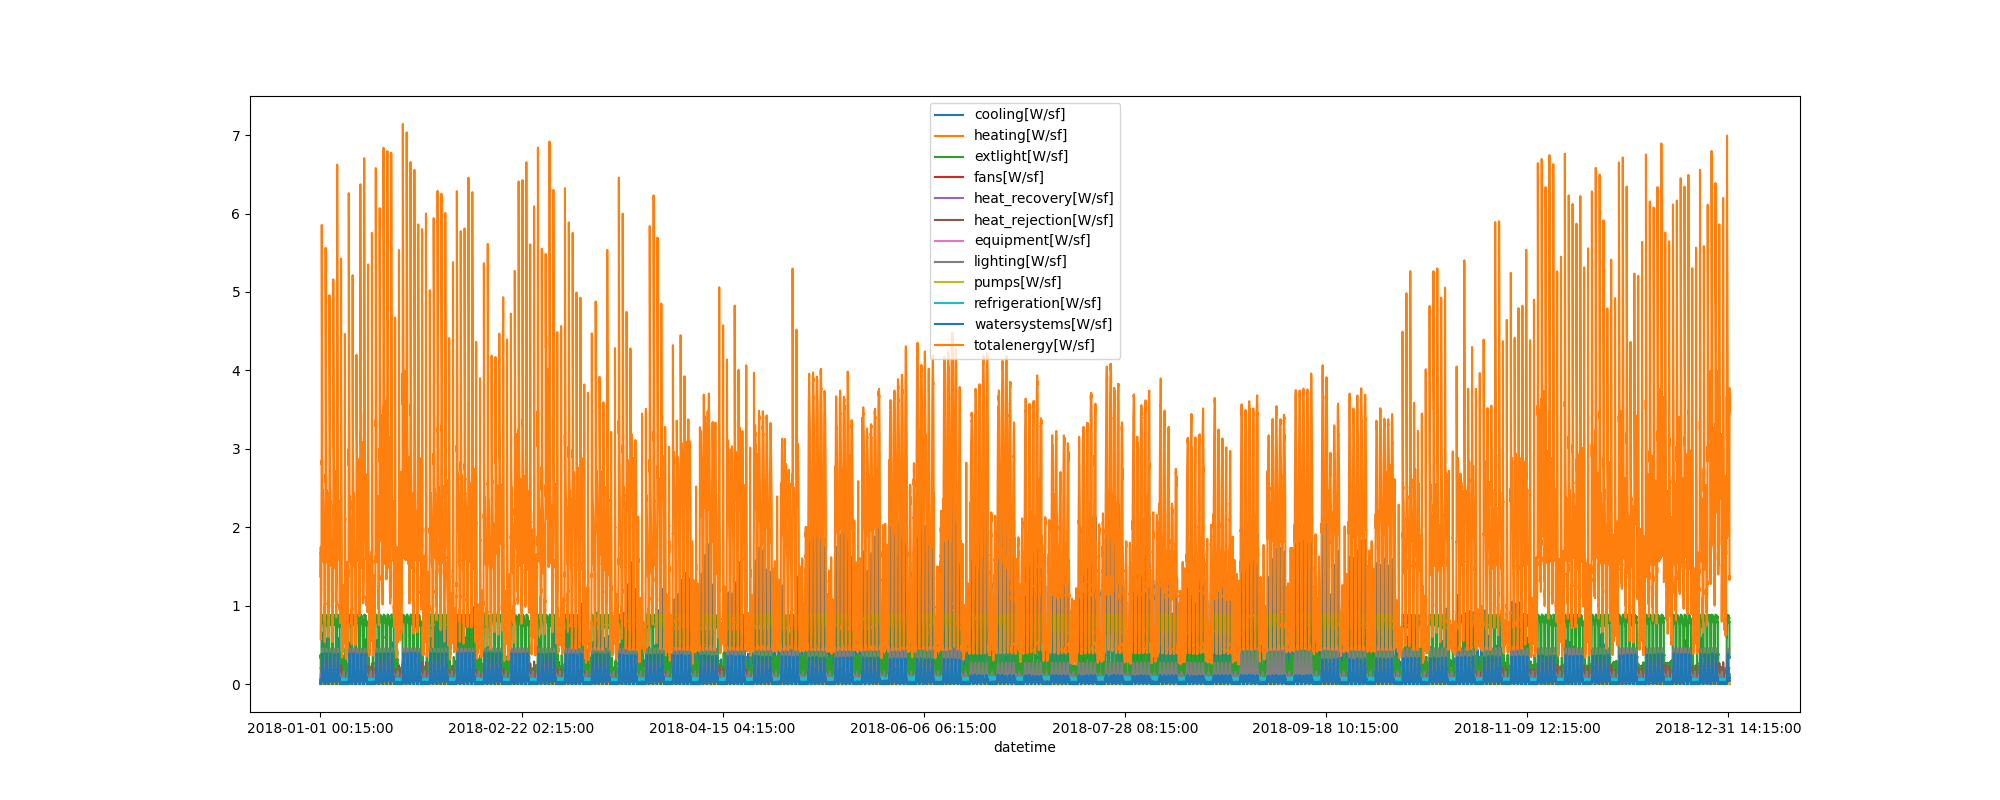 cooling[W/sf]
heating[W/sf]
extlight[W/sf]
fans[W/sf]
heat_recovery[W/sf]
heat_rejection[W/sf]
equipment[W/sf]
lighting[W/sf]
pumps[W/sf]
refrigeration[W/sf]
watersystems[W/sf]
totalenergy[W/sf]
7
6
5
4
3
2
1
0
2018-01-01 00:15:00 2018-02-22 02:15:00 2018-04-15 04:15:00 2018-06-06 06:15:00 2018-07-28 08:15:00 2018-09-18 10:15:00 2018-11-09 12:15:00 2018-12-31 14:15:00
datetime